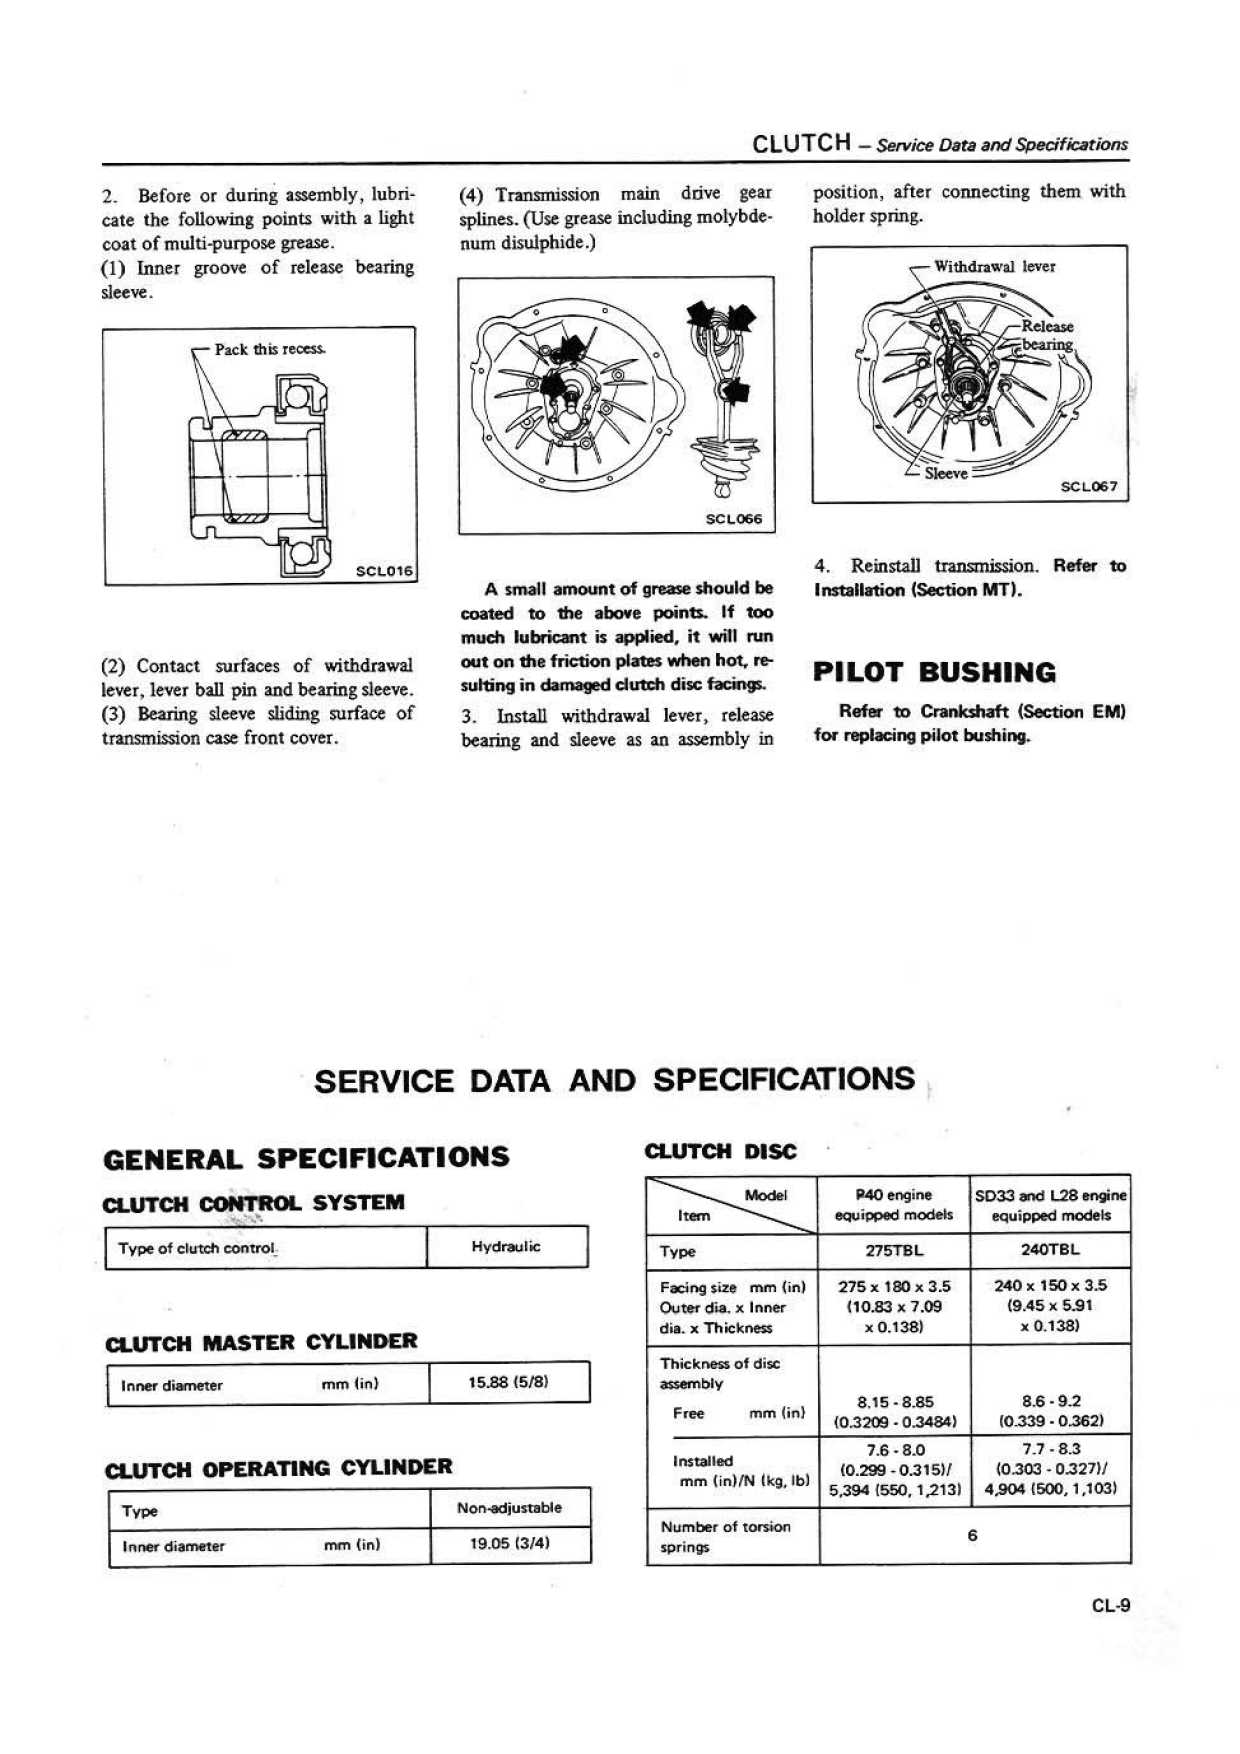 CLUTCH – Service Data and Specifications
2. Before or during assembly, lubri-
cate the following points with a light
coat of multi-purpose grease.
(1) Inner groove of release bearing
sleeve.
Pack this recess.
SCL016
(2) Contact surfaces of withdrawal
lever, lever ball pin and bearing sleeve.
(3) Bearing sleeve sliding surface of
transmission case front cover.
(4) Transmission main drive gear
splines. (Use grease including molybde-
num disulphide.)
SCL066
A small amount of grease should be
coated to the above points. If too
much lubricant is applied, it will run
out on the friction plates when hot, re-
sulting in damaged clutch disc facings.
3. Install withdrawal lever, release
bearing and sleeve as an assembly in
position, after connecting them with
holder spring.
Withdrawal lever
Release
bearing
Sleeve
SCL067
4. Reinstall transmission. Refer to
Installation (Section MT).
PILOT BUSHING
Refer to Crankshaft (Section EM)
for replacing pilot bushing.
SERVICE DATA AND SPECIFICATIONS
GENERAL SPECIFICATIONS
CLUTCH CONTROL SYSTEM
Type of clutch control Hydraulic
CLUTCH MASTER CYLINDER
Inner diameter mm (in) 15.88 (5/8)
CLUTCH OPERATING CYLINDER
Type Non-adjustable
Inner diameter mm (in) 19.05 (3/4)
CLUTCH DISC
Model P40 engine SD33 and L28 engine
Item equipped models equipped models
Type 275TBL 240TBL
Facing size mm (in) 275 x 180 x 3.5 240 x 150 x 3.5
Outer dia. x Inner (10.83 x 7.09 (9.45 x 5.91
dia. x Thickness x 0.138) x 0.138)
Thickness of disc
assembly
Free mm (in) 8.15 - 8.85 8.6 - 9.2
(0.3209 - 0.3484) (0.339 - 0.362)
Installed 7.6 - 8.0 7.7 - 8.3
mm (in)/N (kg, lb) (0.299 - 0.315)/ (0.303 - 0.327)/
5,394 (550, 1,213) 4,904 (500, 1,103)
Number of torsion
springs 6
CL-9